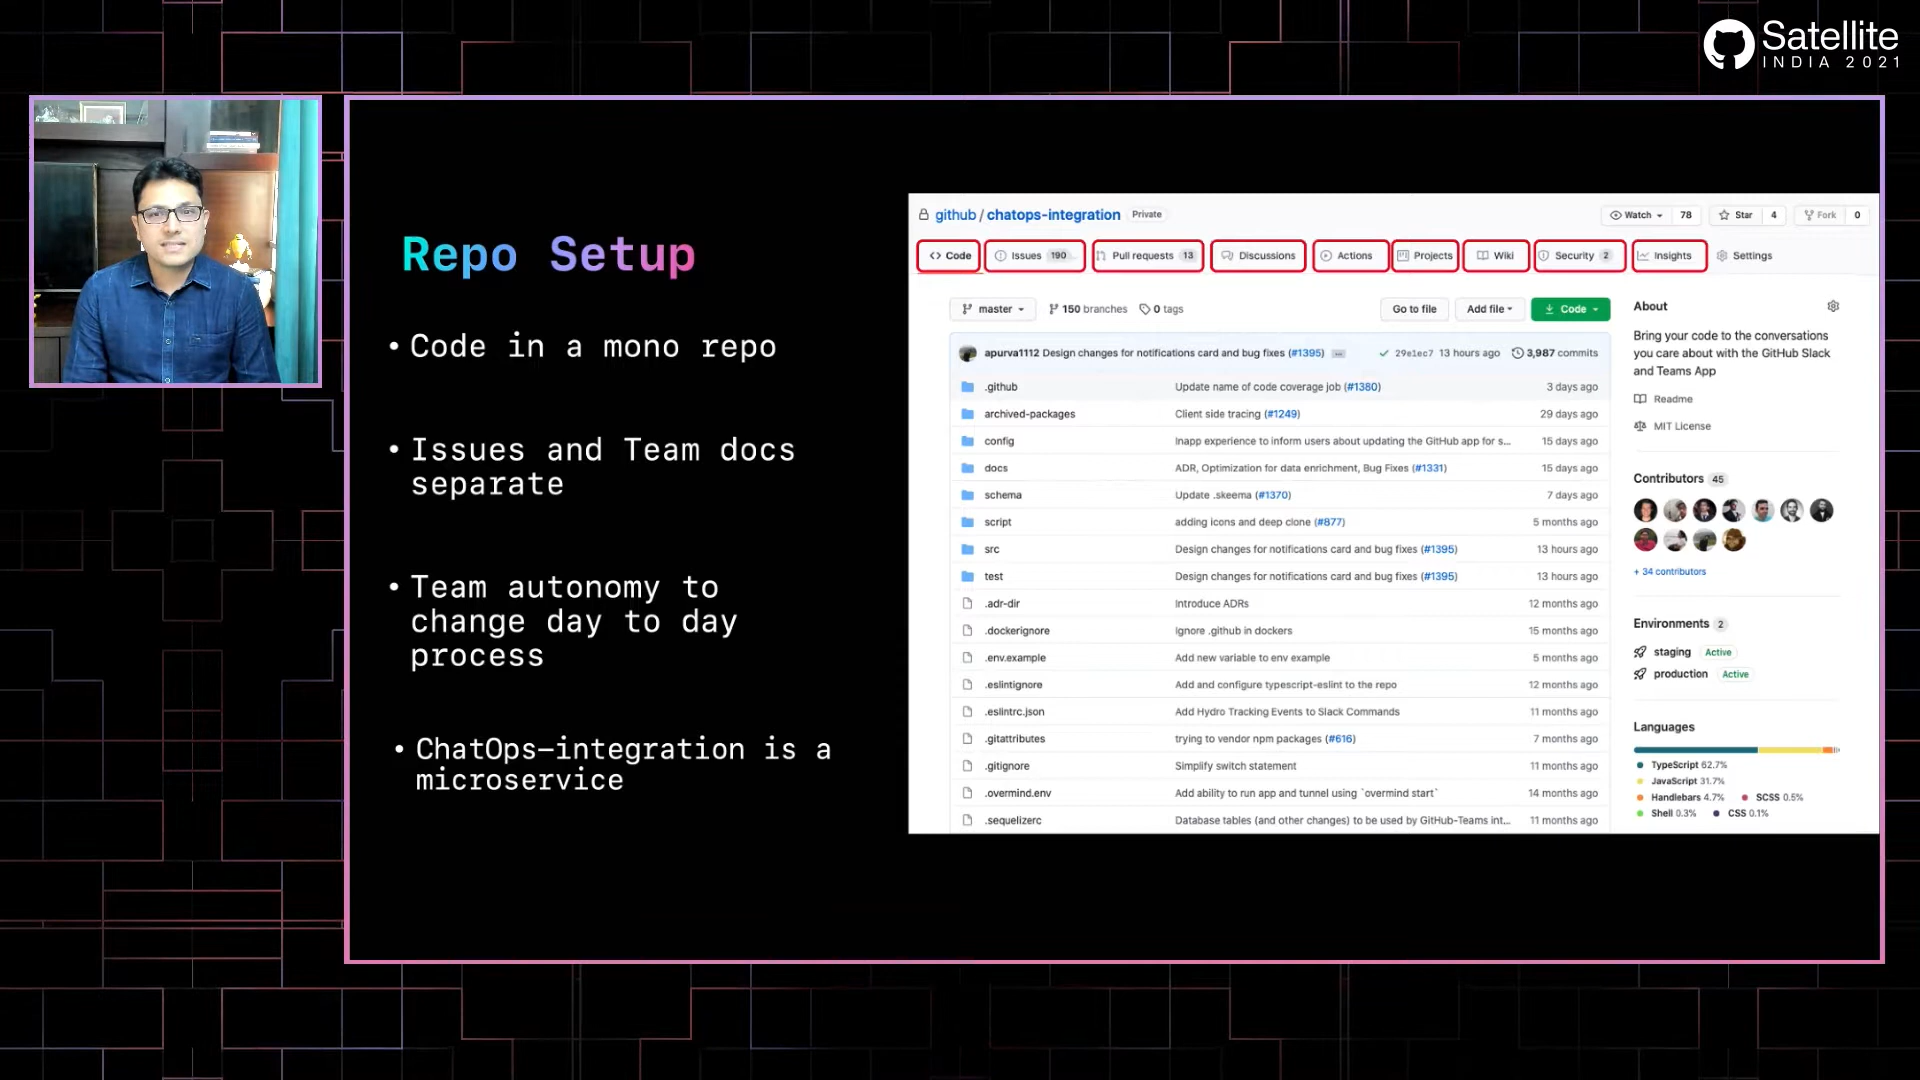 Satellite
INDIA 2021
Repo Setup
• Code in a mono repo
• Issues and Team docs
separate
• Team autonomy to
change day to day
process
• ChatOps-integration is a
microservice
github / chatops-integration Private
Watch 78 Star 4 Fork 0
Code Issues 190 Pull requests 13 Discussions Actions Projects Wiki Security 2 Insights Settings
master 150 branches 0 tags Go to file Add file Code
apurva1112 Design changes for notifications card and bug fixes (#1395) ... 29e1ec7 13 hours ago 3,987 commits
.github Update name of code coverage job (#1380) 3 days ago
archived-packages Client side tracing (#1249) 29 days ago
config Inapp experience to inform users about updating the GitHub app for s... 15 days ago
docs ADR, Optimization for data enrichment, Bug Fixes (#1331) 15 days ago
schema Update .skeema (#1370) 7 days ago
script adding icons and deep clone (#877) 5 months ago
src Design changes for notifications card and bug fixes (#1395) 13 hours ago
test Design changes for notifications card and bug fixes (#1395) 13 hours ago
.adr-dir Introduce ADRs 12 months ago
.dockerignore Ignore .github in dockers 15 months ago
.env.example Add new variable to env example 5 months ago
.eslintignore Add and configure typescript-eslint to the repo 12 months ago
.eslintrc.json Add Hydro Tracking Events to Slack Commands 11 months ago
.gitattributes trying to vendor npm packages (#616) 7 months ago
.gitignore Simplify switch statement 11 months ago
.overmind.env Add ability to run app and tunnel using `overmind start` 14 months ago
.sequelizerc Database tables (and other changes) to be used by GitHub-Teams int... 11 months ago
About
Bring your code to the conversations
you care about with the GitHub Slack
and Teams App
Readme
MIT License
Contributors 45
+ 34 contributors
Environments 2
staging Active
production Active
Languages
TypeScript 62.7%
JavaScript 31.7%
Handlebars 4.7% SCSS 0.5%
Shell 0.3% CSS 0.1%